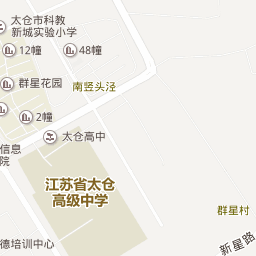 太仓市科教
新城实验小学
12幢
48幢
群星花园
南竖头泾
2幢
太仓高中
信息
院
江苏省太仓
高级中学
群星村
新星路
德培训中心